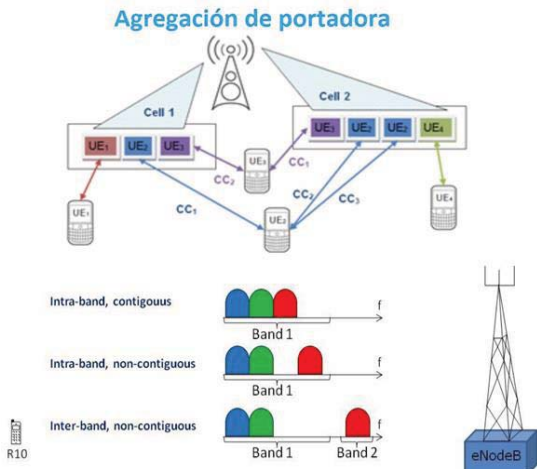 Agregación de portadora
Cell 1
Cell 2
UE1 UE2 UE3
UE3 UE2 UE2 UE4
UE3
CC2
CC1
CC1
CC2
CC3
UE1
UE2
UE4
Intra-band, contigouus
f
Band 1
Intra-band, non-contiguous
f
Band 1
Inter-band, non-contiguous
f
Band 1
Band 2
R10
eNodeB